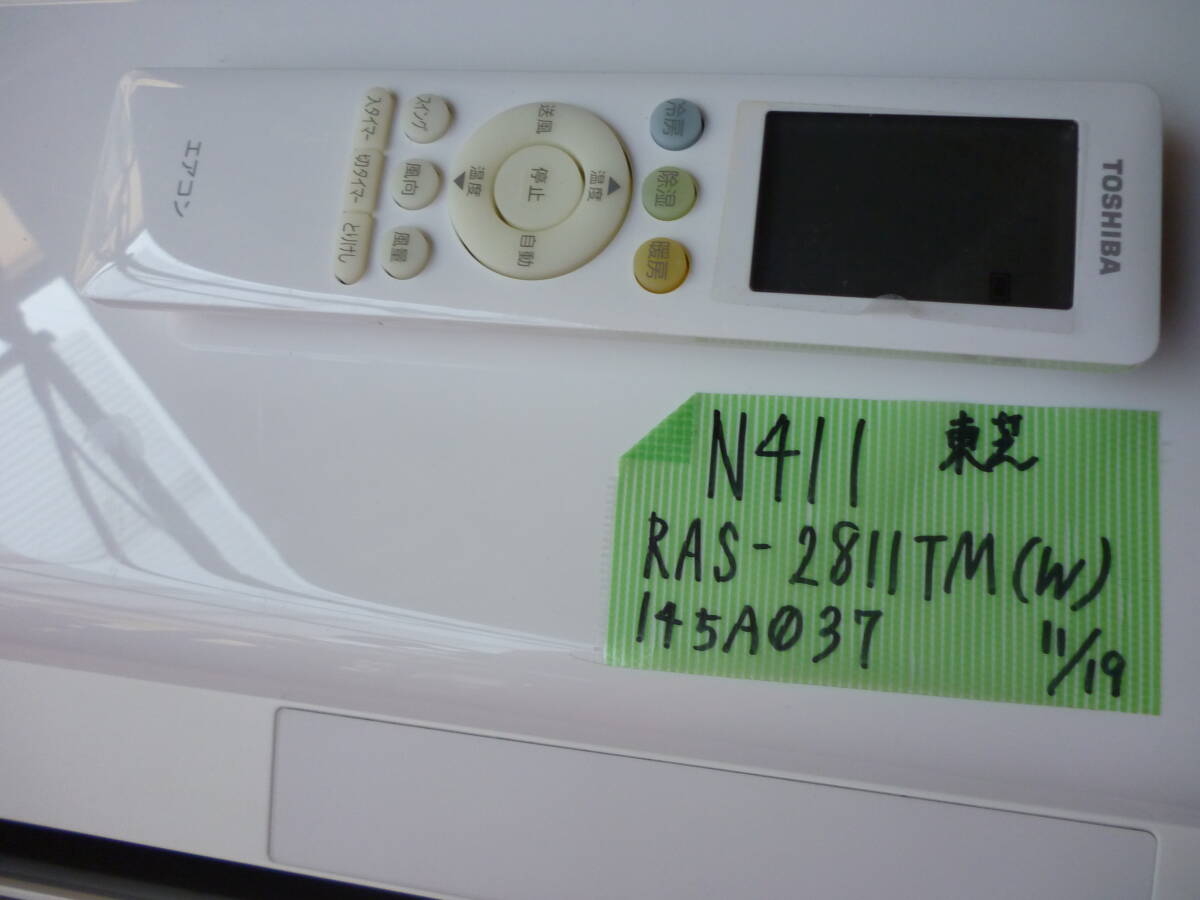 TOSHIBA
冷房
除湿
暖房
送風
温度
停止
温度
自動
スイング
風向
風量
入タイマー
切タイマー
とりけし
エアコン
N411 東芝
RAS-2811TM(W)
145A037 11/19